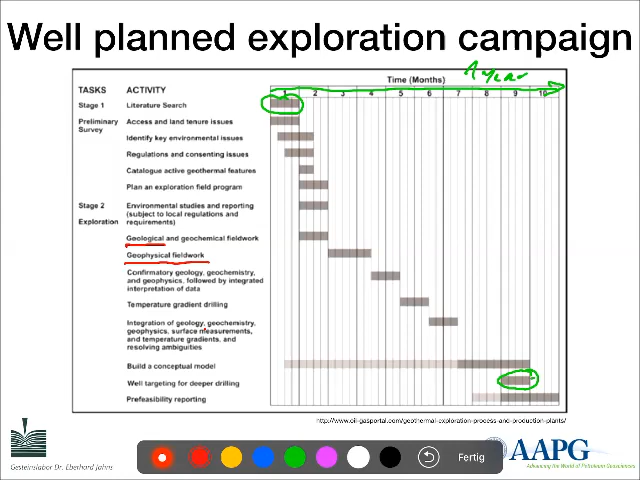 Well planned exploration campaign
Time (Months)
1 year
TASKS ACTIVITY 1 2 3 4 5 6 7 8 9 10
Stage 1 Literature Search
Preliminary Survey Access and land tenure issues
Identify key environmental issues
Regulations and consenting issues
Catalogue active geothermal features
Plan an exploration field program
Stage 2 Environmental studies and reporting
(subject to local regulations and
Exploration requirements)
Geological and geochemical fieldwork
Geophysical fieldwork
Confirmatory geology, geochemistry,
and geophysics, followed by integrated
interpretation of data
Temperature gradient drilling
Integration of geology, geochemistry,
geophysics, surface measurements,
and temperature gradients, and
resolving ambiguities
Build a conceptual model
Well targeting for deeper drilling
Prefeasibility reporting
http://www.oil-gasportal.com/geothermal-exploration-process-and-production-plants/
Gesteinslabor Dr. Eberhard Jahns
Fertig
AAPG
Advancing the World of Petroleum Geosciences.